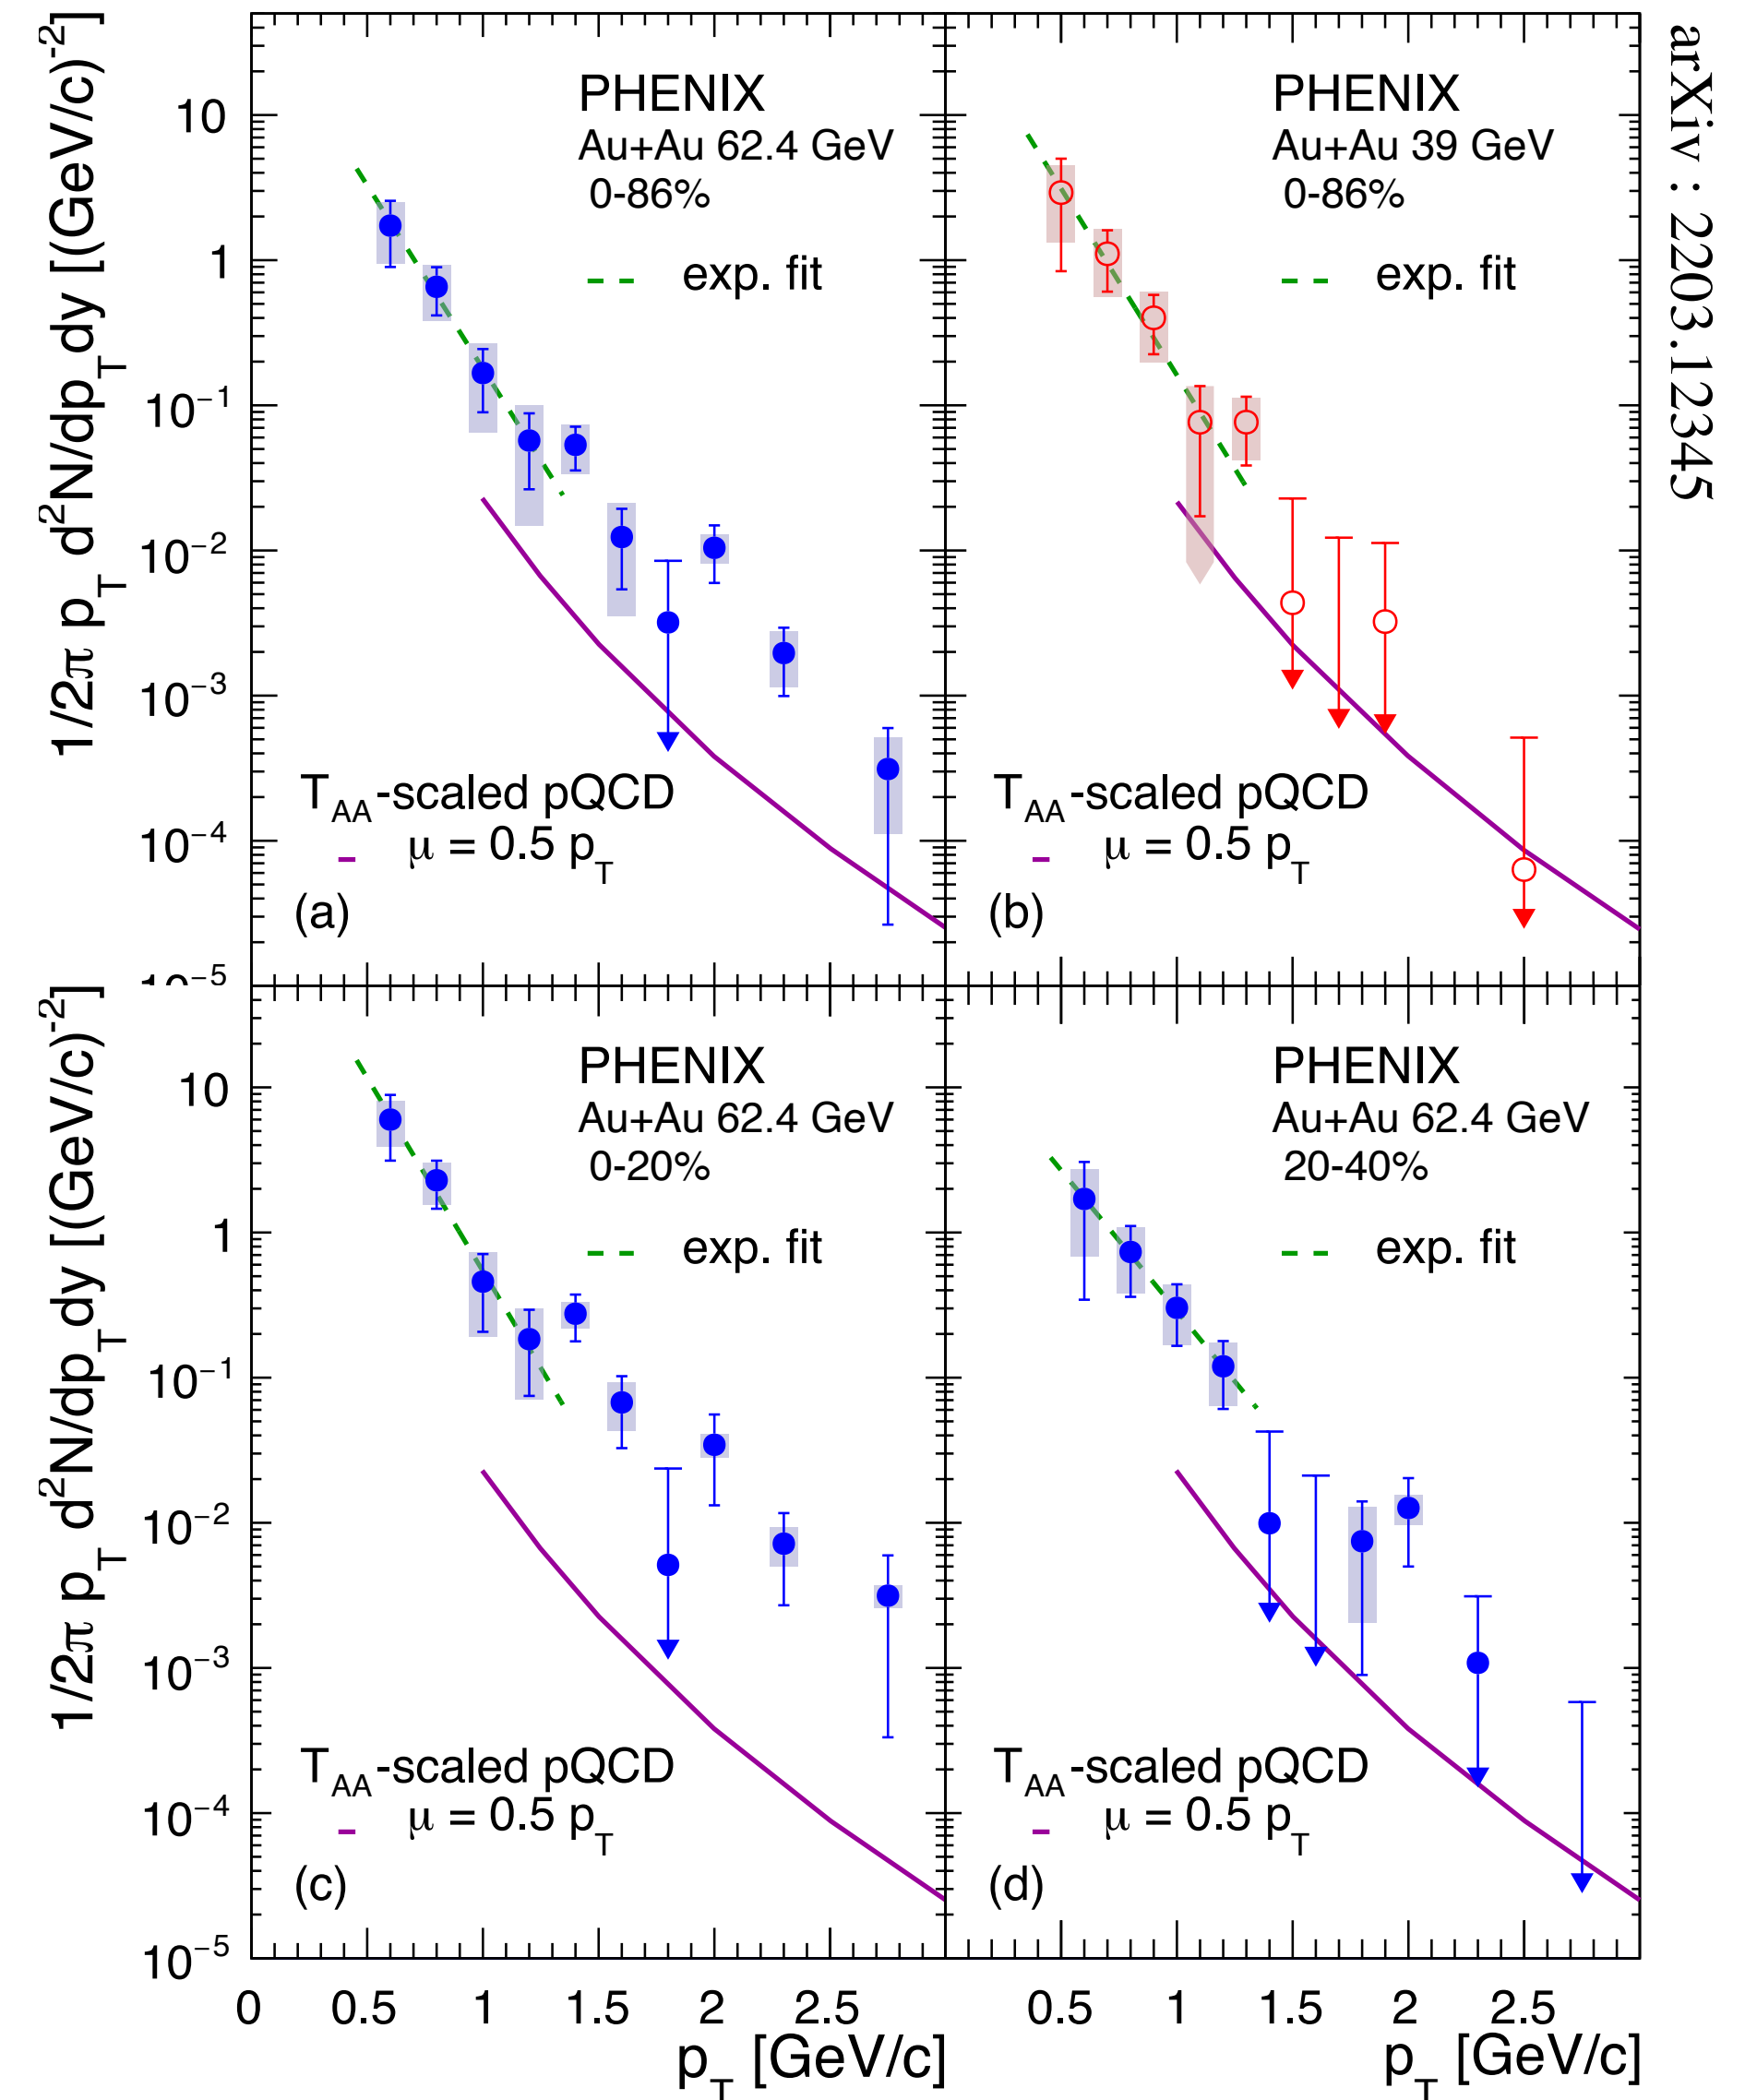 1/2π p_T d²N/dp_T dy [(GeV/c)⁻²]
10
1
10⁻¹
10⁻²
10⁻³
10⁻⁴
10⁻⁵
PHENIX
Au+Au 62.4 GeV
0-86%
exp. fit
T_AA-scaled pQCD
μ = 0.5 p_T
(a)
PHENIX
Au+Au 39 GeV
0-86%
exp. fit
T_AA-scaled pQCD
μ = 0.5 p_T
(b)
arXiv : 2203.12345
1/2π p_T d²N/dp_T dy [(GeV/c)⁻²]
10
1
10⁻¹
10⁻²
10⁻³
10⁻⁴
10⁻⁵
PHENIX
Au+Au 62.4 GeV
0-20%
exp. fit
T_AA-scaled pQCD
μ = 0.5 p_T
(c)
PHENIX
Au+Au 62.4 GeV
20-40%
exp. fit
T_AA-scaled pQCD
μ = 0.5 p_T
(d)
0 0.5 1 1.5 2 2.5
0.5 1 1.5 2 2.5
p_T [GeV/c]
p_T [GeV/c]